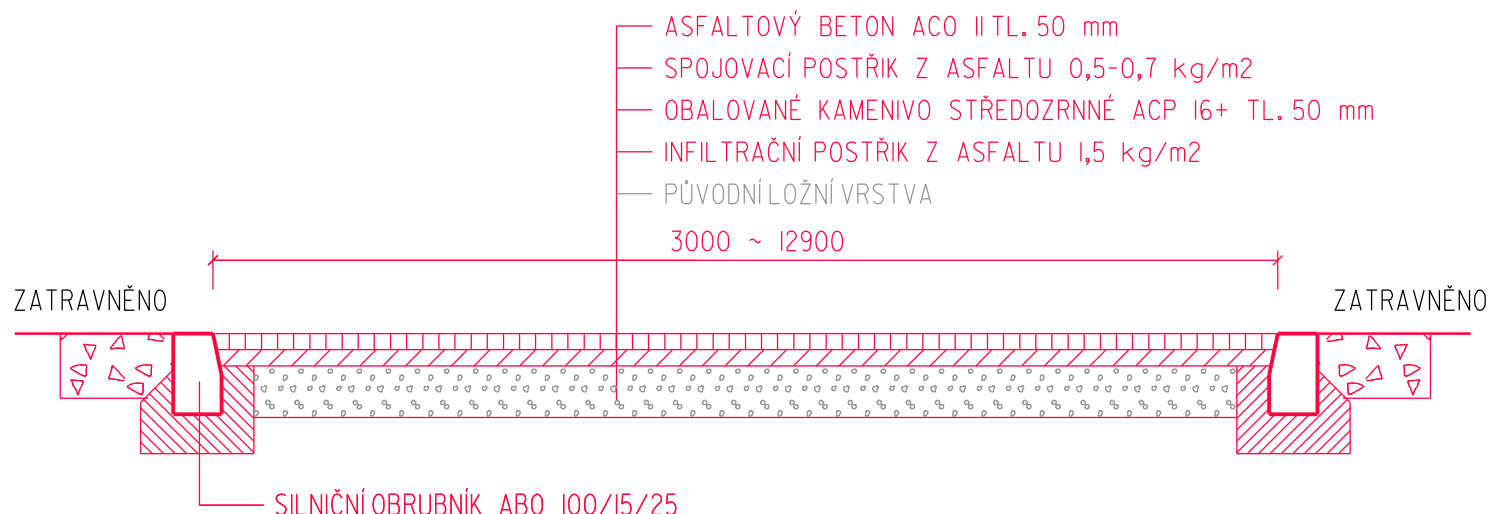 ASFALTOVÝ BETON ACO 11 TL. 50 mm
SPOJOVACÍ POSTŘIK Z ASFALTU 0,5-0,7 kg/m2
OBALOVANÉ KAMENIVO STŘEDOZRNNÉ ACP 16+ TL. 50 mm
INFILTRAČNÍ POSTŘIK Z ASFALTU 1,5 kg/m2
PŮVODNÍ LOŽNÍ VRSTVA
3000 ~ 12900
ZATRAVNĚNO
ZATRAVNĚNO
SILNIČNÍ OBRUBNÍK ABO 100/15/25